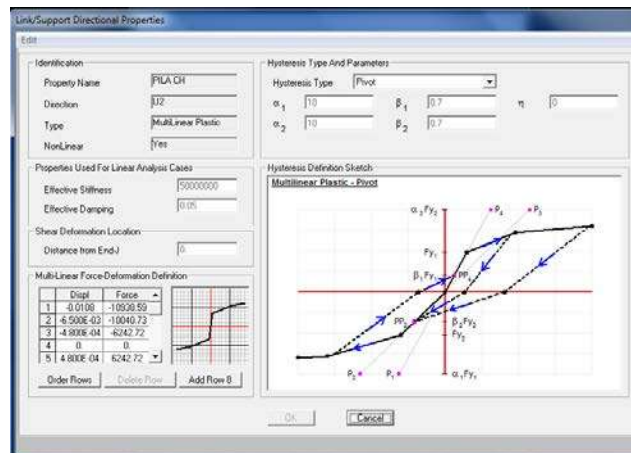 Link/Support Directional Properties
Edit
Identification
Property Name PILA CH
Direction U2
Type MultiLinear Plastic
NonLinear Yes
Properties Used For Linear Analysis Cases
Effective Stiffness 50000000
Effective Damping 0.05
Shear Deformation Location
Distance from End-J 0.
Multi-Linear Force-Deformation Definition
Displ Force
1 -0.0108 -10938.59
2 -6.500E-03 -10040.73
3 -4.800E-04 -6242.72
4 0. 0.
5 4.800E-04 6242.72
Order Rows Delete Row Add Row 8
Hysteresis Type And Parameters
Hysteresis Type Pivot
α1 10 β1 0.7 η 0
α2 10 β2 0.7
Hysteresis Definition Sketch
Multilinear Plastic - Pivot
α2Fy2 P4 P3
Fy1
β1Fy1 PP4
PP2 β2Fy2
Fy2
P2 P1 α1Fy1
OK Cancel